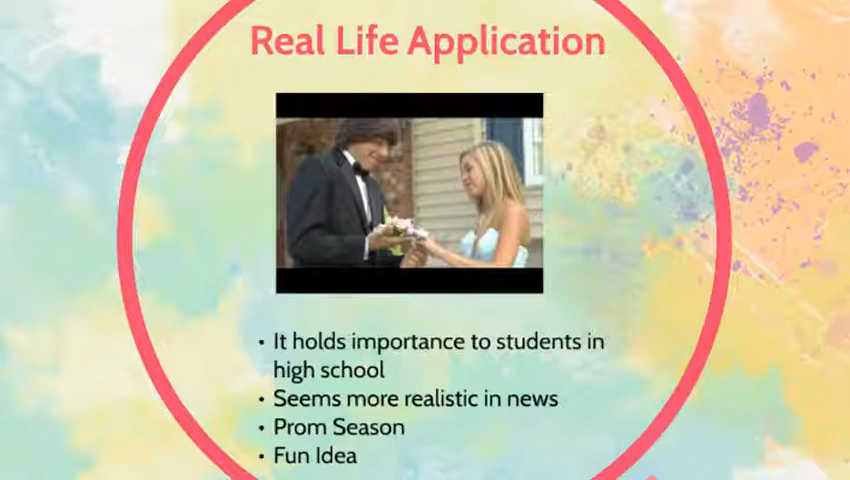 Real Life Application
• It holds importance to students in
high school
• Seems more realistic in news
• Prom Season
• Fun Idea